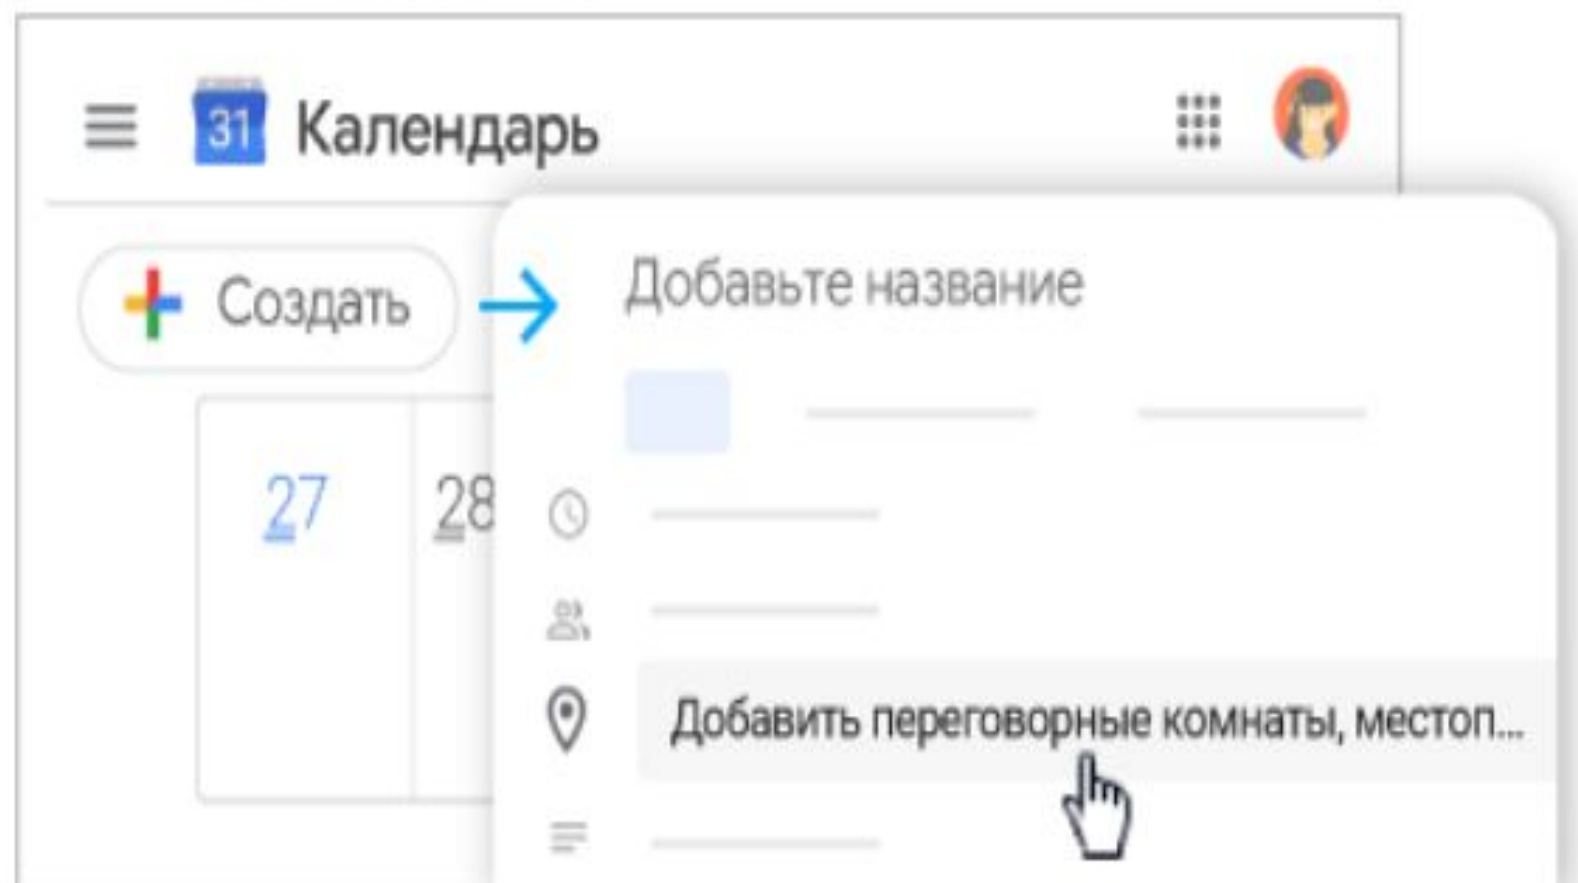 31 Календарь
Создать
Добавьте название
27 28
Добавить переговорные комнаты, местоп...